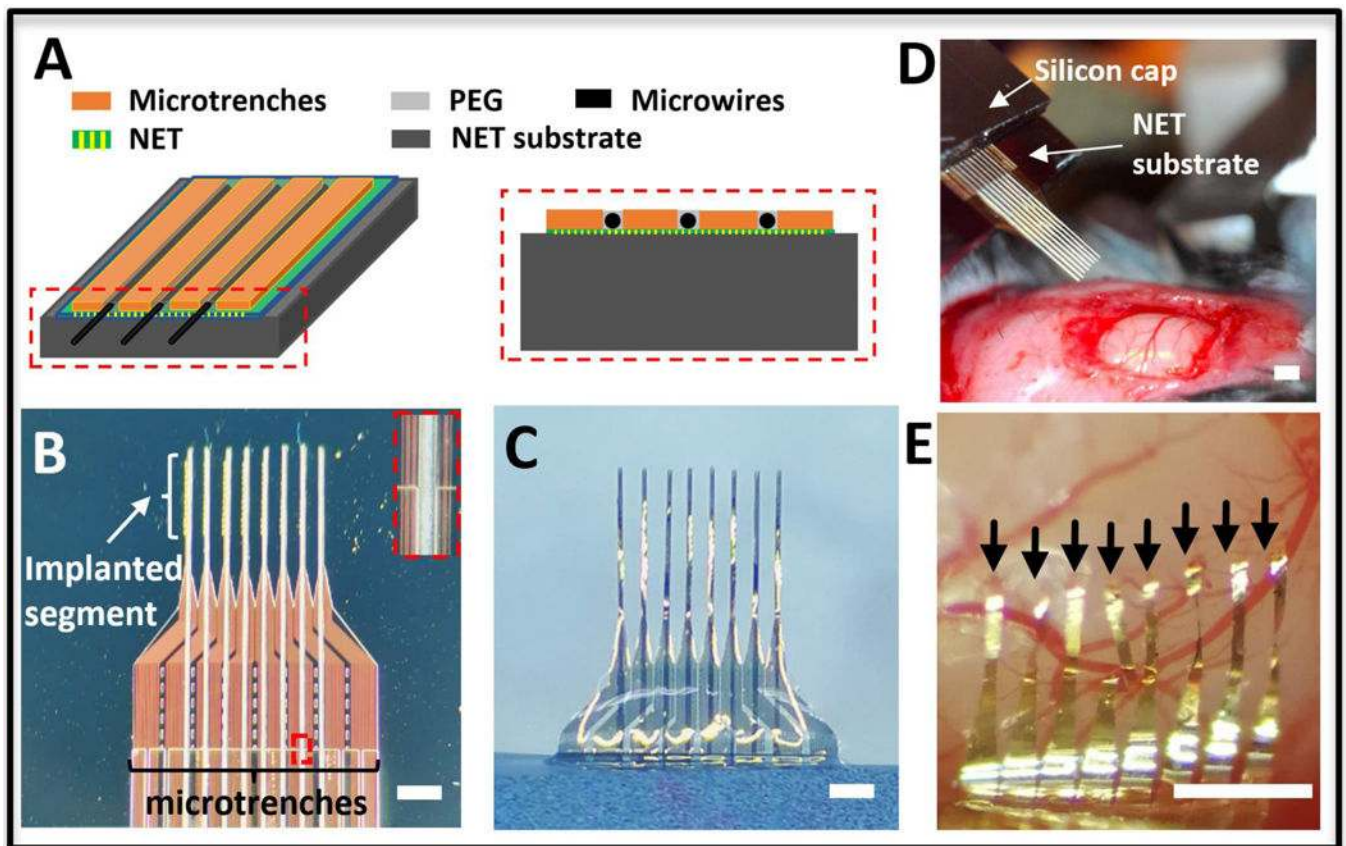 A
Microtrenches
PEG
Microwires
NET
NET substrate
B
Implanted
segment
microtrenches
C
D
Silicon cap
NET
substrate
E